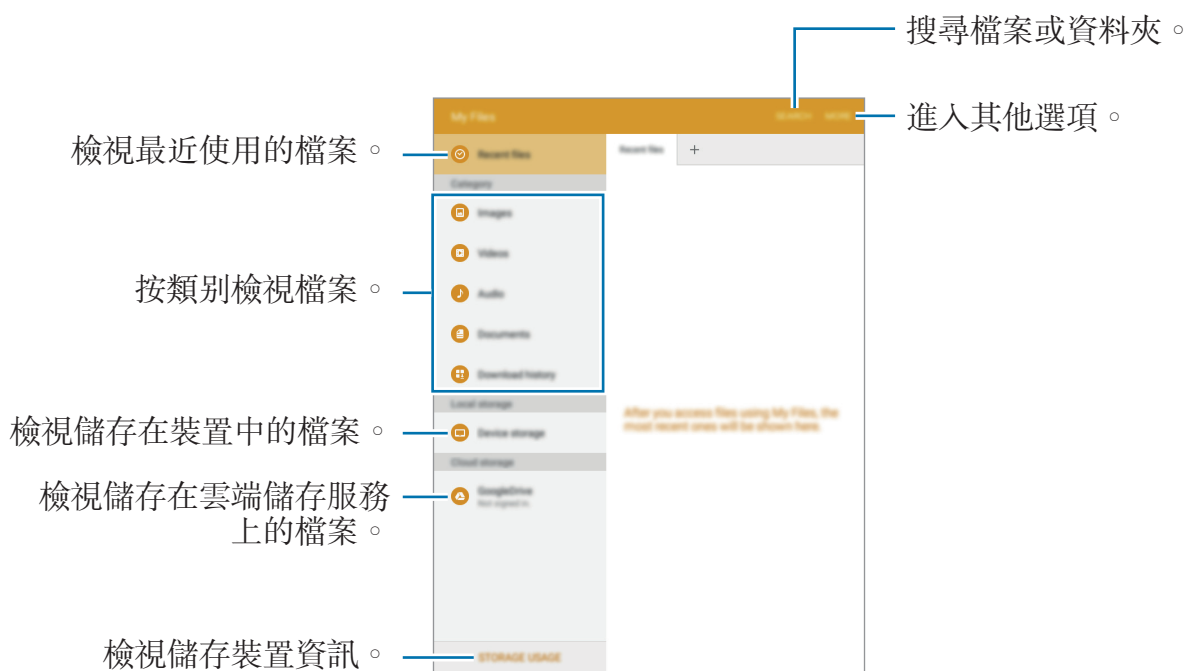 搜尋檔案或資料夾。
My Files
SEARCH
MORE
進入其他選項。
檢視最近使用的檔案。
Recent files
Recent files
+
Category
Images
Videos
按類別檢視檔案。
Audio
Documents
Download history
Local storage
After you access files using My Files, the
most recent ones will be shown here.
檢視儲存在裝置中的檔案。
Device storage
Cloud storage
檢視儲存在雲端儲存服務
上的檔案。
GoogleDrive
Not signed in.
檢視儲存裝置資訊。
STORAGE USAGE